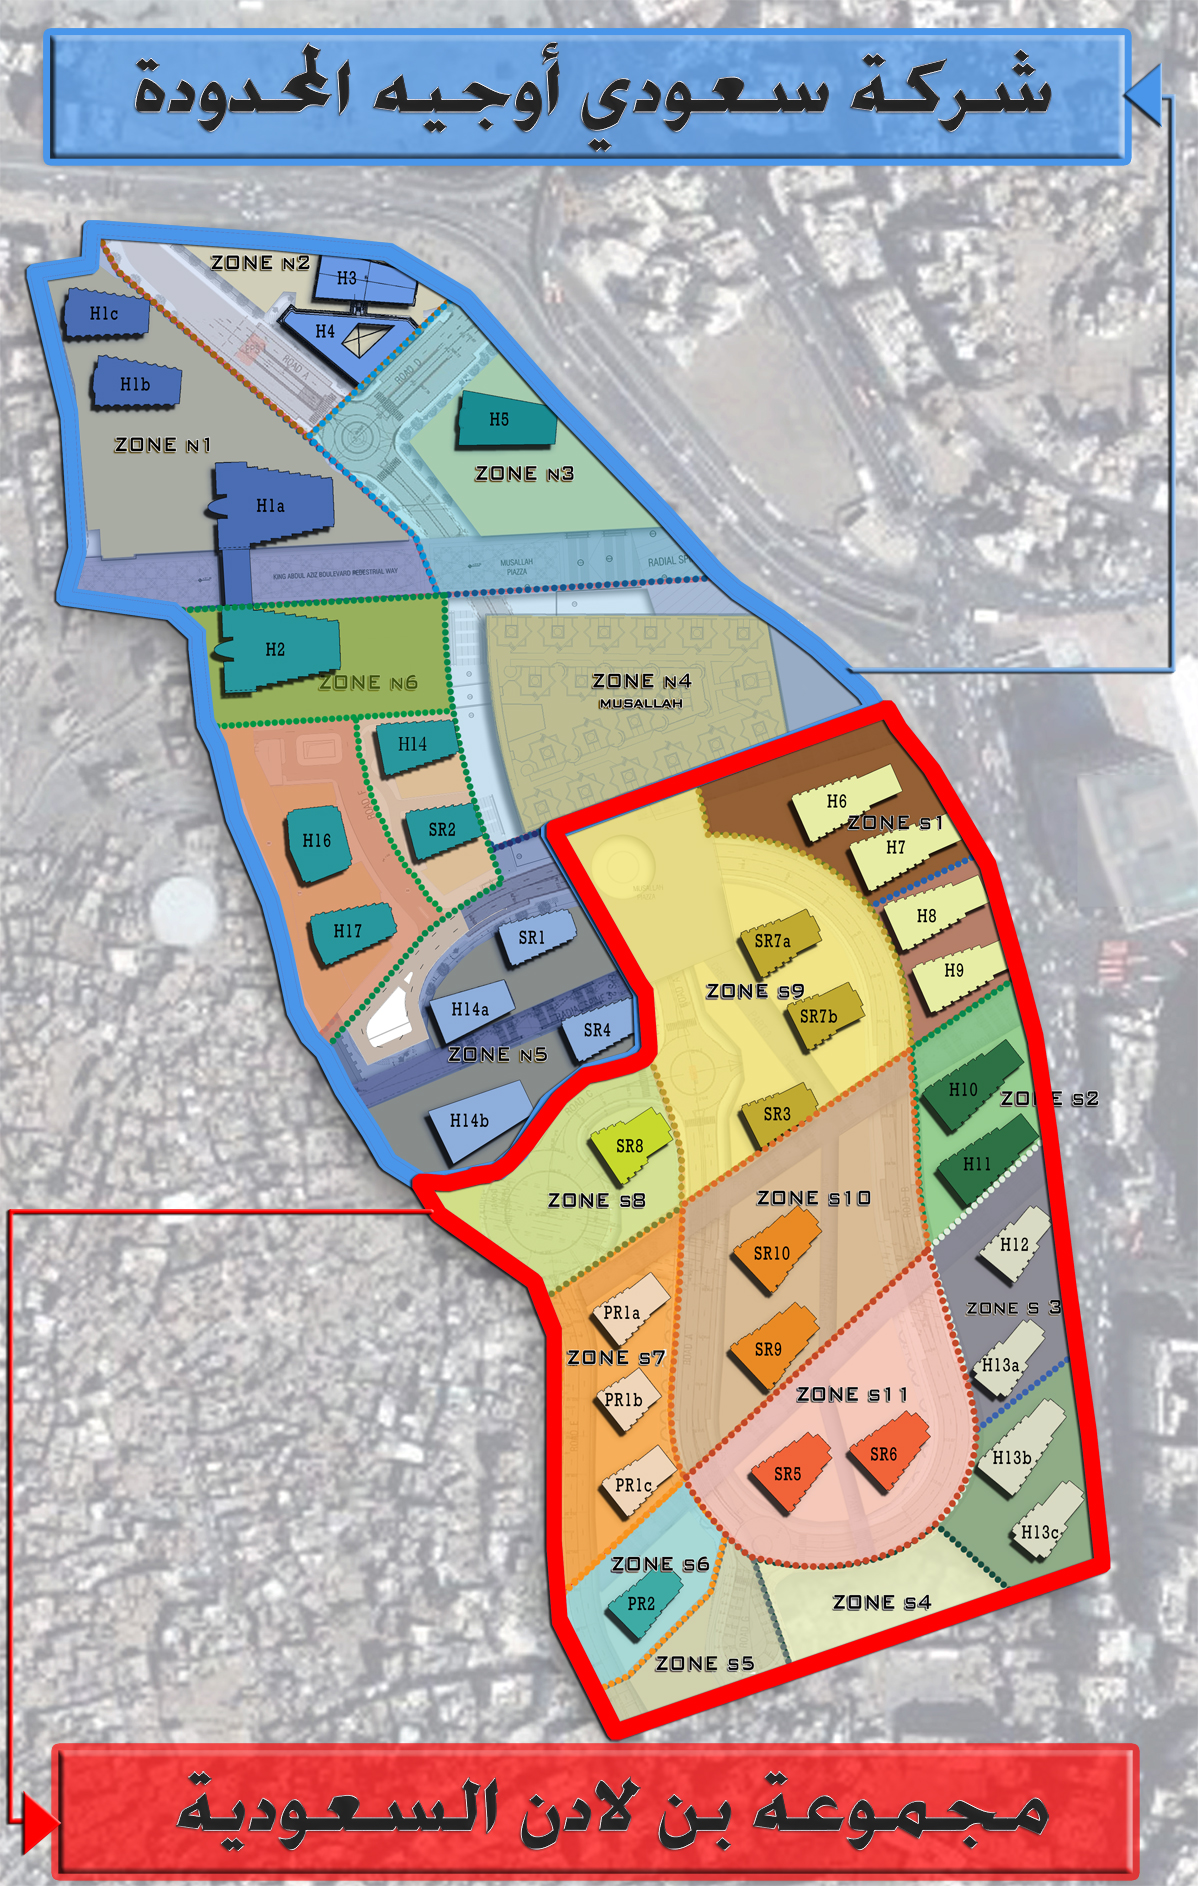 شركة سعودي أوجيه المحدودة
ZONE N2
H3
H1c
H4
ROAD A
ROAD D
H1b
H5
ZONE N1
ZONE N3
H1a
MUSALLAH
PIAZZA
RADIAL SP
KING ABDUL AZIZ BOULEVARD PEDESTRIAL WAY
H2
ZONE N6
ZONE N4
MUSALLAH
H14
H6
ZONE S1
SR2
H16
H7
H8
H17
SR1
SR7a
H9
ZONE S9
H14a
SR7b
SR4
ZONE N5
H10
ZONE S2
SR3
H14b
SR8
H11
ZONE S8
ZONE S10
H12
SR10
PR1a
ZONE S 3
SR9
ZONE S7
H13a
ZONE S11
PR1b
SR6
H13b
SR5
PR1c
H13c
ZONE S6
PR2
ZONE S4
ZONE S5
مجموعة بن لادن السعودية